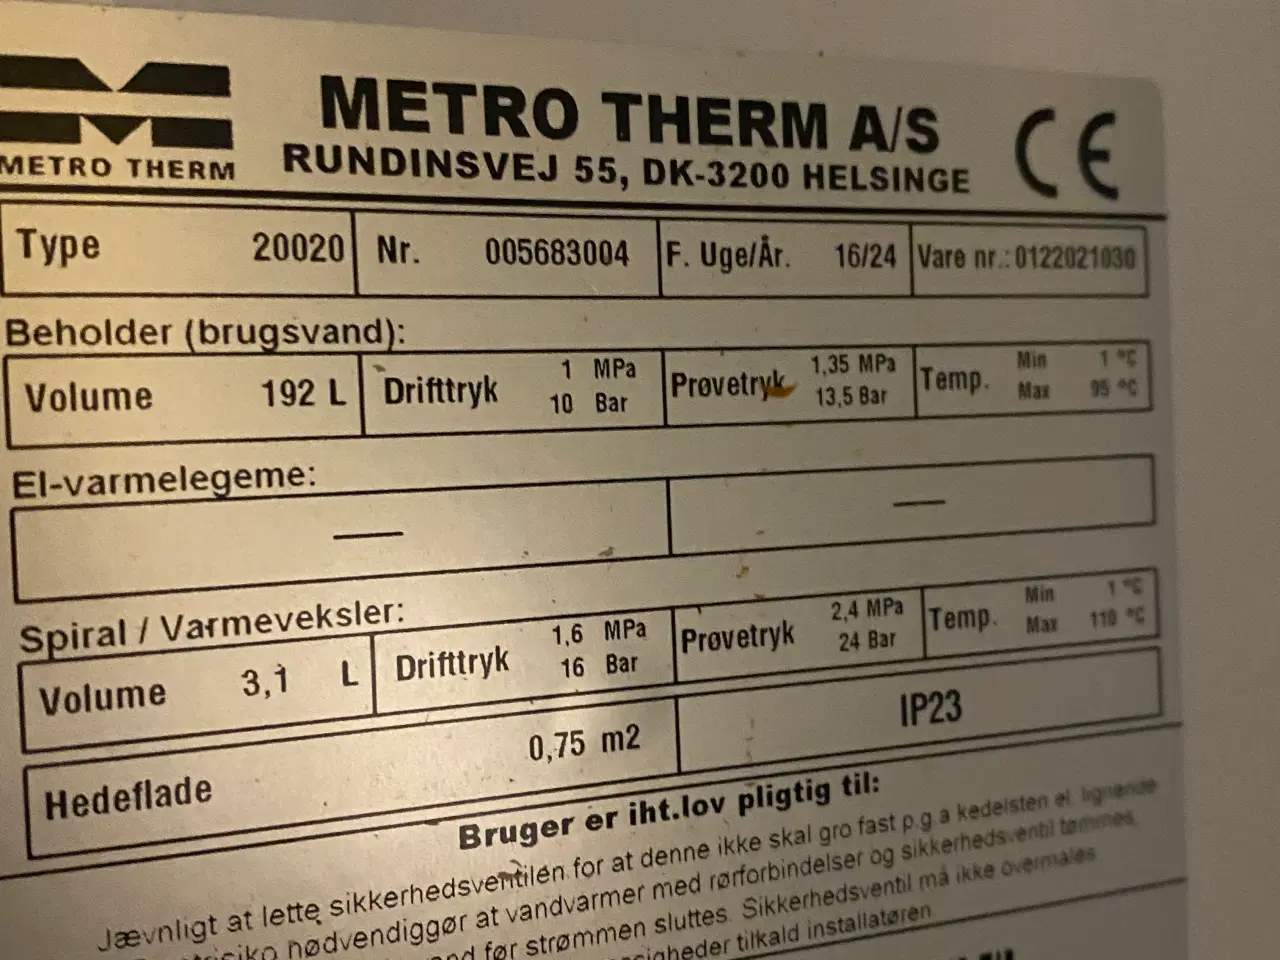 METRO THERM
METRO THERM A/S
RUNDINSVEJ 55, DK-3200 HELSINGE
CE
Type 20020 Nr. 005683004 F. Uge/År. 16/24 Vare nr.: 0122021030
Beholder (brugsvand):
Volume 192 L Drifttryk 1 MPa 10 Bar Prøvetryk 1,35 MPa 13,5 Bar Temp. Min 1 °C Max 95 °C
El-varmelegeme:
— —
Spiral / Varmeveksler:
Volume 3,1 L Drifttryk 1,6 MPa 16 Bar Prøvetryk 2,4 MPa 24 Bar Temp. Min 1 °C Max 110 °C
Hedeflade 0,75 m2 IP23
Bruger er iht.lov pligtig til:
Jævnligt at lette sikkerhedsventilen for at denne ikke skal gro fast p.g a kedelsten el. lignende
nødvendiggør at vandvarmer med rørforbindelser og sikkerhedsventil tømmes,
før strømmen sluttes. Sikkerhedsventil må ikke overmales.
tilkald installatøren.